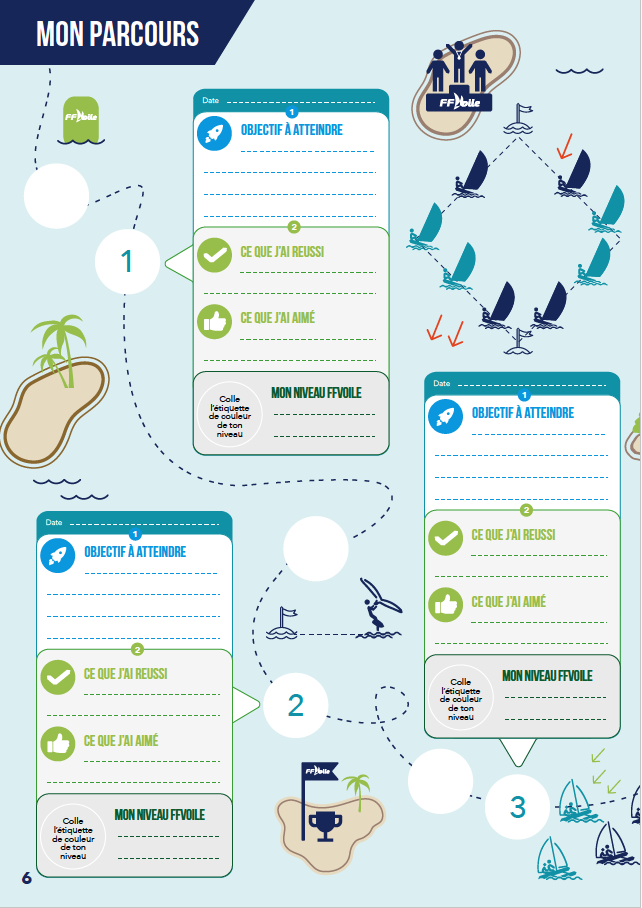 MON PARCOURS
FFVoile
FFVoile
Date
1
OBJECTIF À ATTEINDRE
2
CE QUE J'AI REUSSI
CE QUE J'AI AIMÉ
Colle
l'étiquette
de couleur
de ton
niveau
MON NIVEAU FFVOILE
1
Date
1
OBJECTIF À ATTEINDRE
2
CE QUE J'AI REUSSI
CE QUE J'AI AIMÉ
Colle
l'étiquette
de couleur
de ton
niveau
MON NIVEAU FFVOILE
2
Date
1
OBJECTIF À ATTEINDRE
2
CE QUE J'AI REUSSI
CE QUE J'AI AIMÉ
Colle
l'étiquette
de couleur
de ton
niveau
MON NIVEAU FFVOILE
3
FFVoile
6